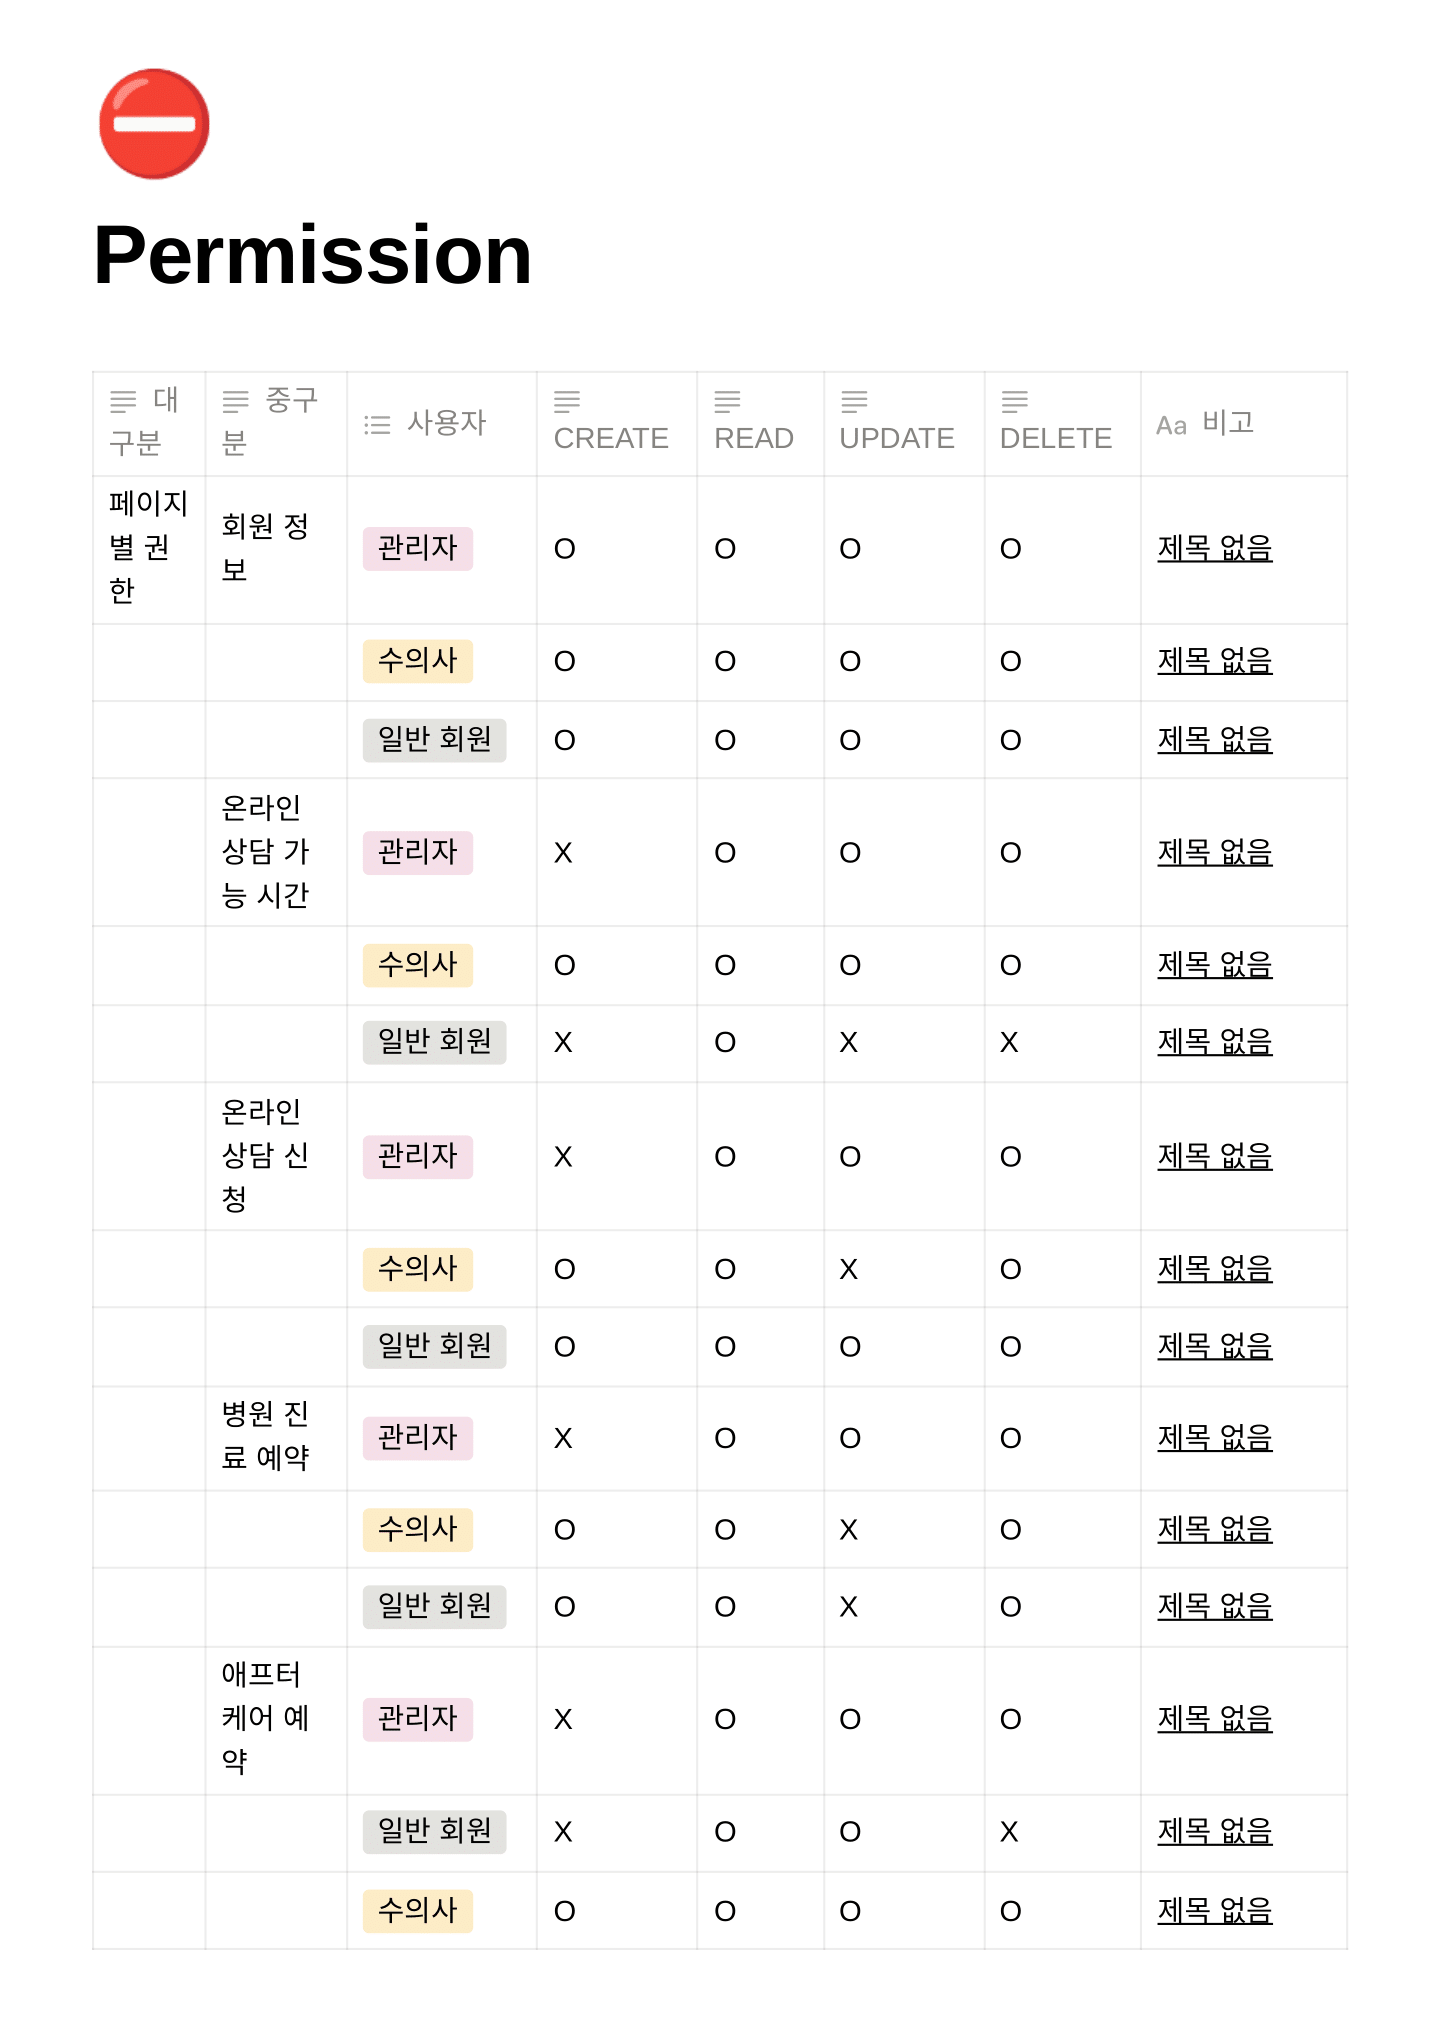 Permission
대구분 중구분 사용자 CREATE READ UPDATE DELETE Aa 비고
페이지별 권한 회원 정보 관리자 O O O O 제목 없음
수의사 O O O O 제목 없음
일반 회원 O O O O 제목 없음
온라인 상담 가능 시간 관리자 X O O O 제목 없음
수의사 O O O O 제목 없음
일반 회원 X O X X 제목 없음
온라인 상담 신청 관리자 X O O O 제목 없음
수의사 O O X O 제목 없음
일반 회원 O O O O 제목 없음
병원 진료 예약 관리자 X O O O 제목 없음
수의사 O O X O 제목 없음
일반 회원 O O X O 제목 없음
애프터 케어 예약 관리자 X O O O 제목 없음
일반 회원 X O O X 제목 없음
수의사 O O O O 제목 없음